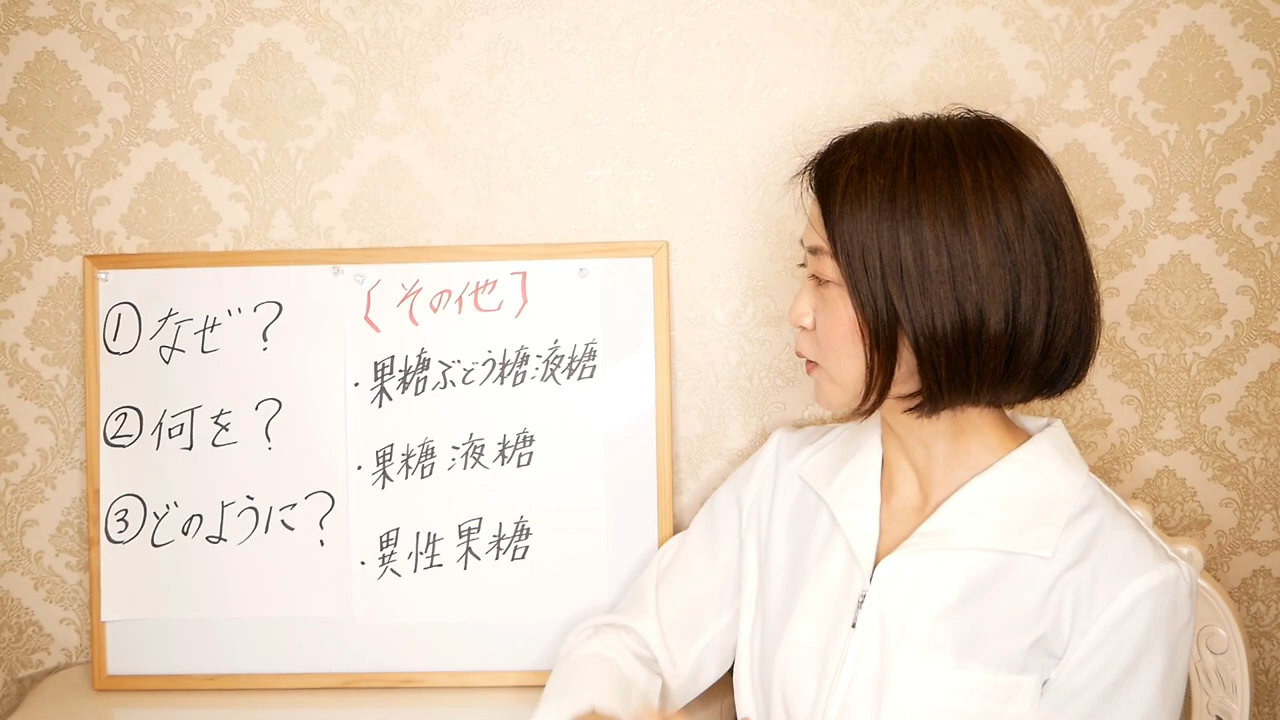 ①なぜ？
②何を？
③どのように？
〔その他〕
・果糖ぶどう糖液糖
・果糖液糖
・異性果糖